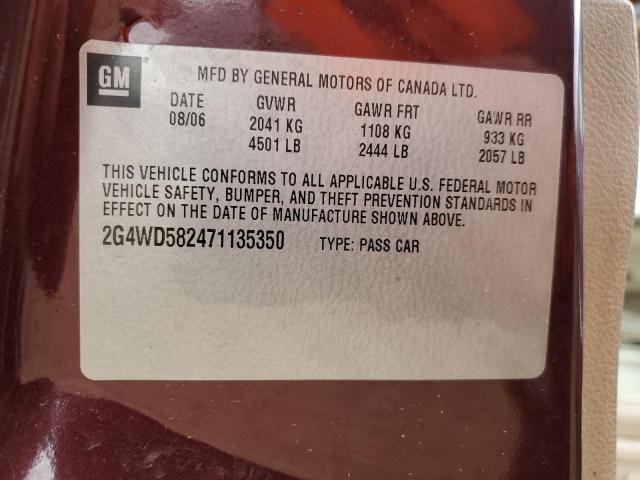 GM®
MFD BY GENERAL MOTORS OF CANADA LTD.
DATE GVWR GAWR FRT GAWR RR
08/06 2041 KG 1108 KG 933 KG
4501 LB 2444 LB 2057 LB
THIS VEHICLE CONFORMS TO ALL APPLICABLE U.S. FEDERAL MOTOR
VEHICLE SAFETY, BUMPER, AND THEFT PREVENTION STANDARDS IN
EFFECT ON THE DATE OF MANUFACTURE SHOWN ABOVE.
2G4WD582471135350 TYPE: PASS CAR